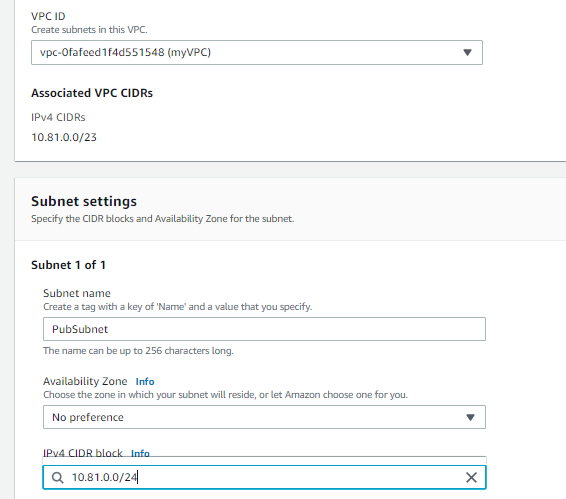 VPC ID
Create subnets in this VPC.
vpc-0fafeed1f4d551548 (myVPC)
Associated VPC CIDRs
IPv4 CIDRs
10.81.0.0/23
Subnet settings
Specify the CIDR blocks and Availability Zone for the subnet.
Subnet 1 of 1
Subnet name
Create a tag with a key of 'Name' and a value that you specify.
PubSubnet
The name can be up to 256 characters long.
Availability Zone Info
Choose the zone in which your subnet will reside, or let Amazon choose one for you.
No preference
IPv4 CIDR block Info
10.81.0.0/24